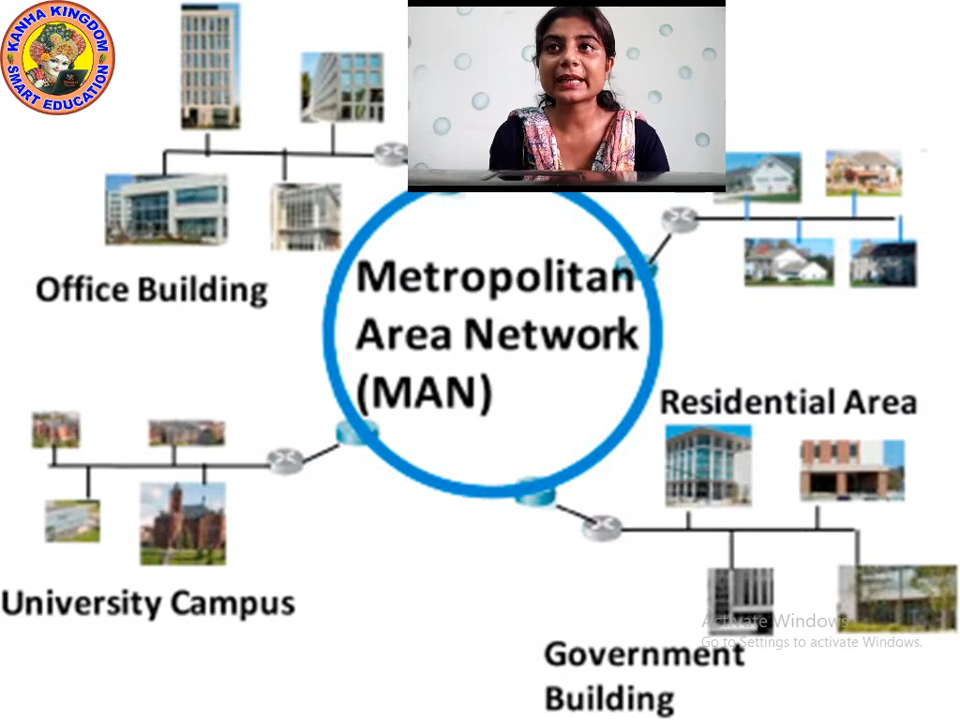 KANHA KINGDOM
SMART EDUCATION
Office Building
Metropolitan
Area Network
(MAN)
Residential Area
University Campus
Activate Windows
Go to Settings to activate Windows.
Government
Building